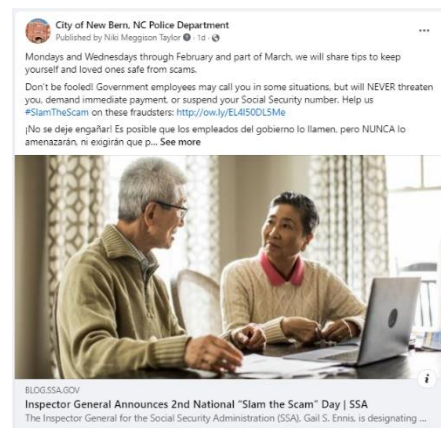 City of New Bern, NC Police Department
Published by Niki Meggison Taylor · 1d ·
Mondays and Wednesdays through February and part of March, we will share tips to keep
yourself and loved ones safe from scams.
Don't be fooled! Government employees may call you in some situations, but will NEVER threaten
you, demand immediate payment, or suspend your Social Security number. Help us
#SlamTheScam on these fraudsters: http://ow.ly/EL4I50DL5Me
¡No se deje engañar! Es posible que los empleados del gobierno lo llamen, pero NUNCA lo
amenazarán, ni exigirán que p... See more
BLOG.SSA.GOV
Inspector General Announces 2nd National "Slam the Scam" Day | SSA
The Inspector General for the Social Security Administration (SSA), Gail S. Ennis, is designating ...